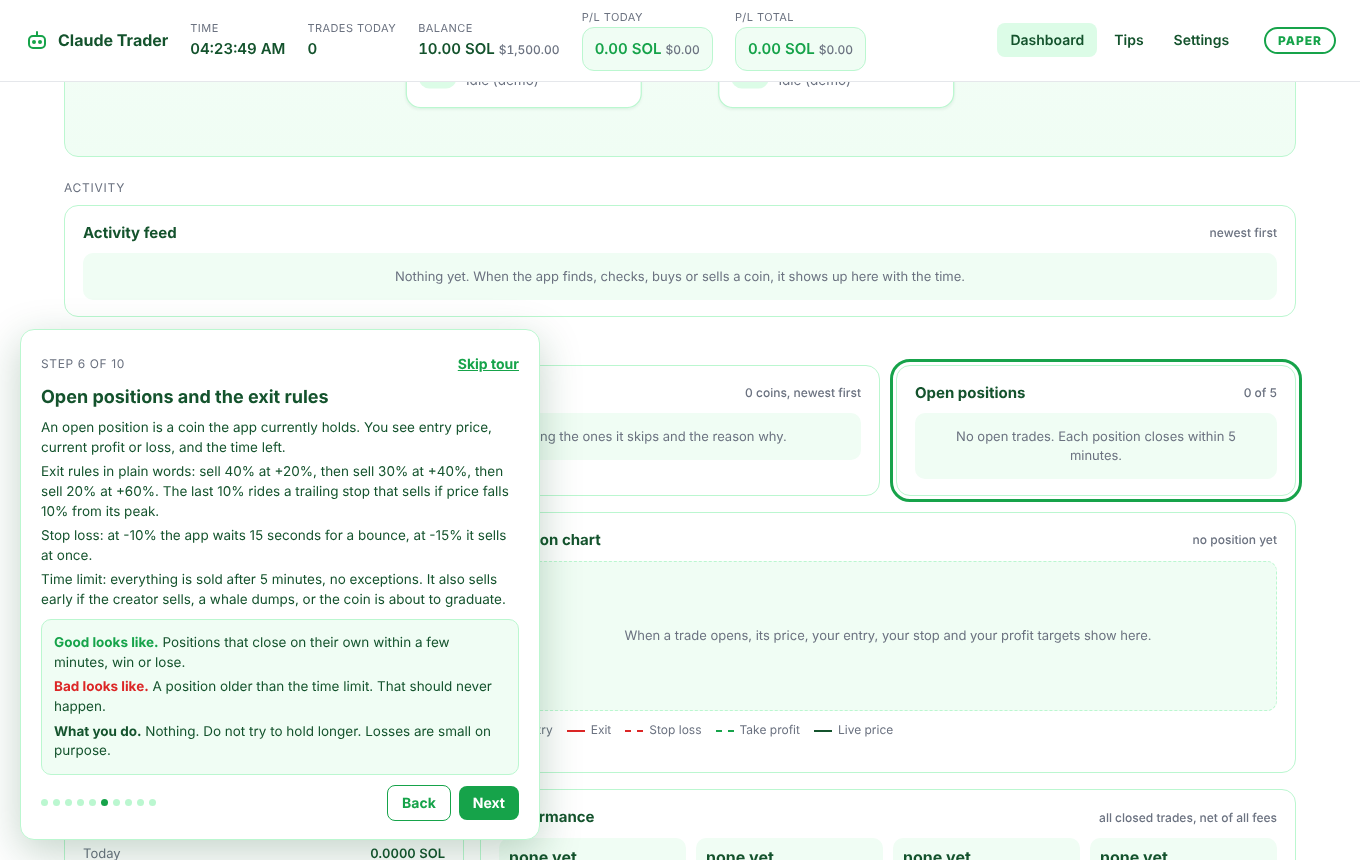 Claude Trader
TIME
04:23:49 AM
TRADES TODAY
0
BALANCE
10.00 SOL $1,500.00
P/L TODAY
0.00 SOL $0.00
P/L TOTAL
0.00 SOL $0.00
Dashboard
Tips
Settings
PAPER
Idle (demo)
Idle (demo)
ACTIVITY
Activity feed
newest first
Nothing yet. When the app finds, checks, buys or sells a coin, it shows up here with the time.
STEP 6 OF 10
Skip tour
Open positions and the exit rules
An open position is a coin the app currently holds. You see entry price,
current profit or loss, and the time left.
Exit rules in plain words: sell 40% at +20%, then sell 30% at +40%, then
sell 20% at +60%. The last 10% rides a trailing stop that sells if price falls
10% from its peak.
Stop loss: at -10% the app waits 15 seconds for a bounce, at -15% it sells
at once.
Time limit: everything is sold after 5 minutes, no exceptions. It also sells
early if the creator sells, a whale dumps, or the coin is about to graduate.
Good looks like. Positions that close on their own within a few
minutes, win or lose.
Bad looks like. A position older than the time limit. That should never
happen.
What you do. Nothing. Do not try to hold longer. Losses are small on
purpose.
Back
Next
0 coins, newest first
ng the ones it skips and the reason why.
Open positions
0 of 5
No open trades. Each position closes within 5
minutes.
on chart
no position yet
When a trade opens, its price, your entry, your stop and your profit targets show here.
ry
Exit
Stop loss
Take profit
Live price
rmance
all closed trades, net of all fees
Today
0.0000 SOL
none yet
none yet
none yet
none yet